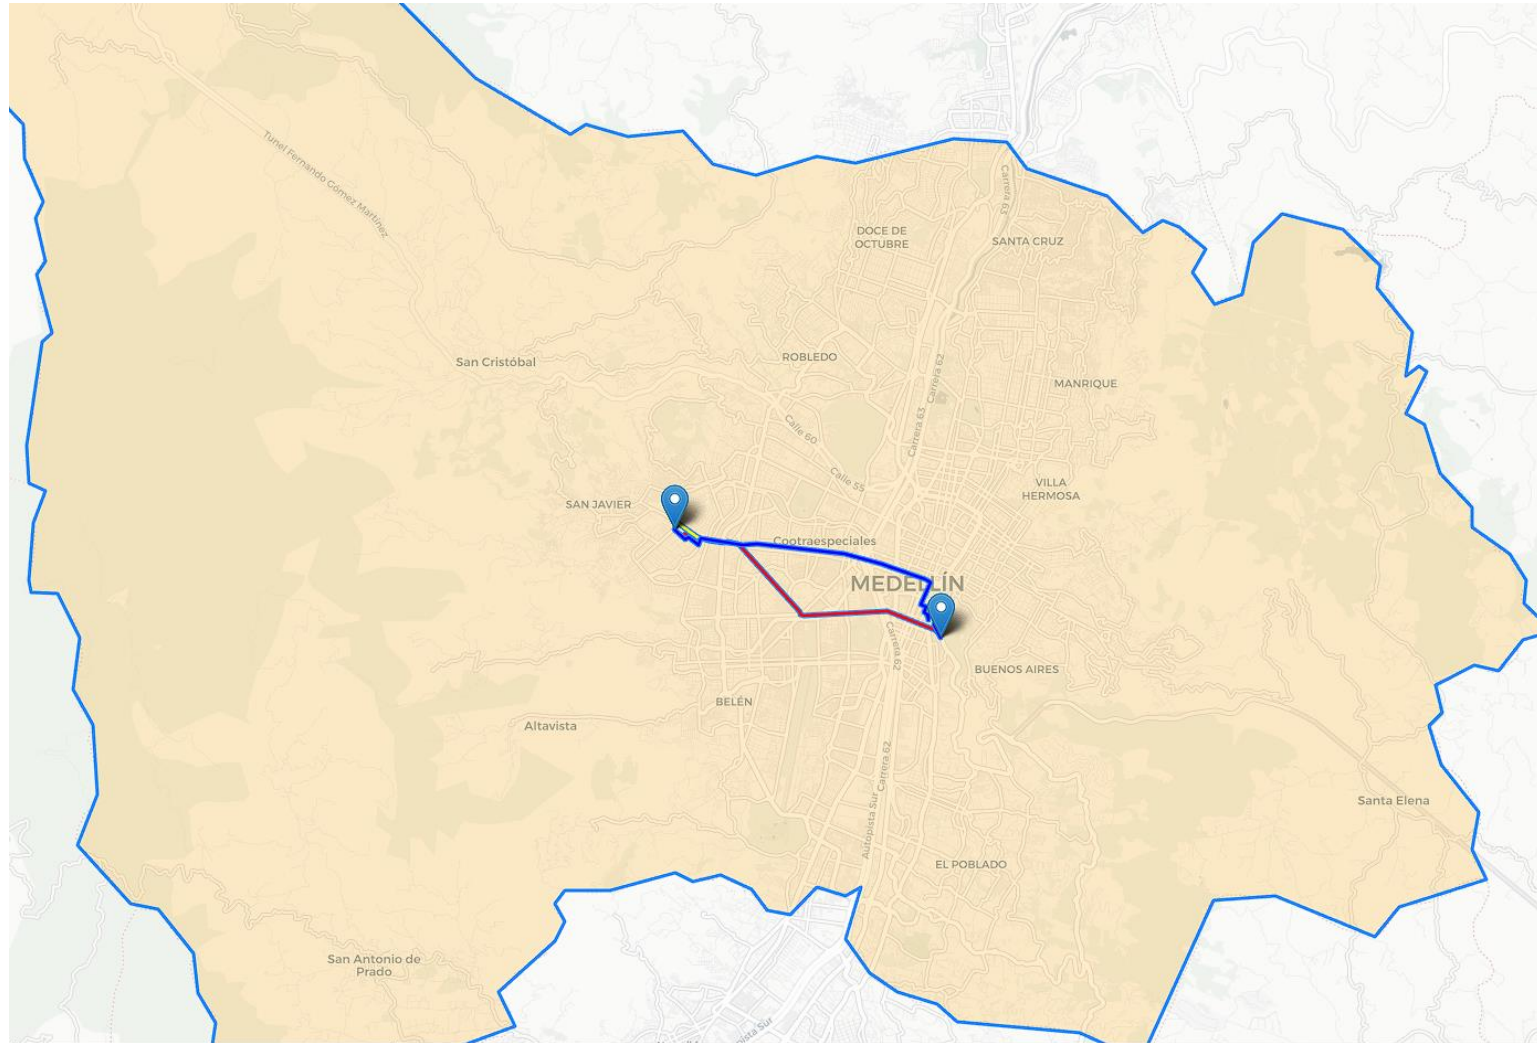 Tunel Fernando Gómez Martínez
Carrera 63
DOCE DE
OCTUBRE
SANTA CRUZ
San Cristóbal
ROBLEDO
Carrera 62
MANRIQUE
Carrera 63
Calle 60
Calle 55
VILLA
HERMOSA
SAN JAVIER
Cootraespeciales
MEDELLÍN
Carrera 62
BUENOS AIRES
BELÉN
Altavista
Carrera 62
Autopista Sur
Santa Elena
EL POBLADO
San Antonio de
Prado
Autopista Sur